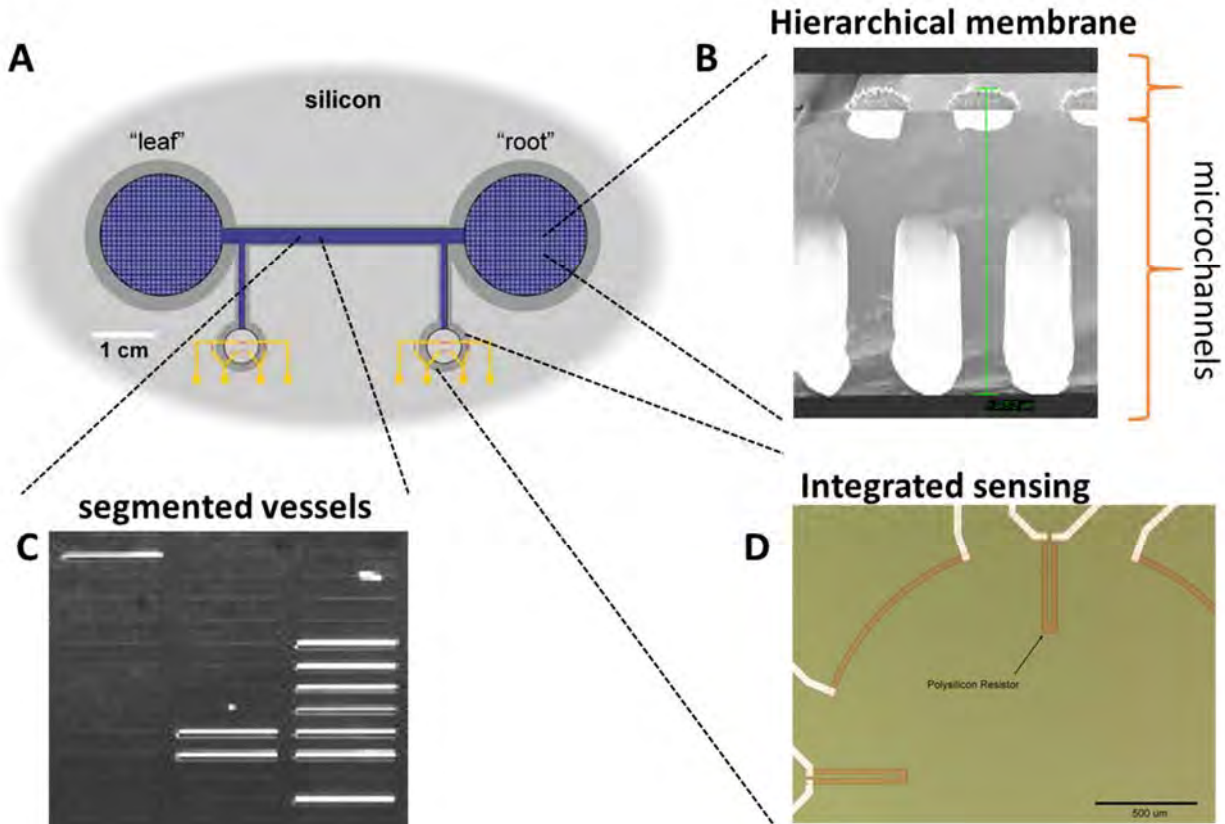 Hierarchical membrane
A
B
silicon
“leaf”
“root”
1 cm
microchannels
segmented vessels
Integrated sensing
C
D
Polysilicon Resistor
500 um